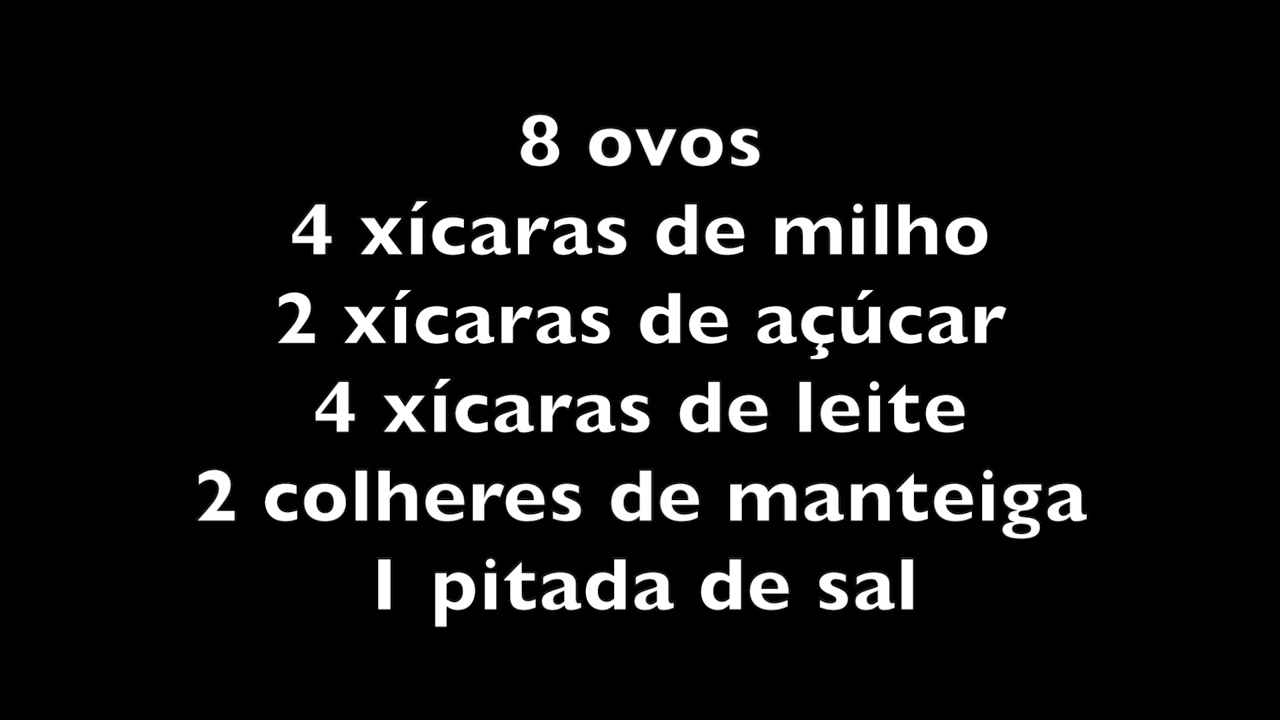 8 ovos
4 xícaras de milho
2 xícaras de açúcar
4 xícaras de leite
2 colheres de manteiga
1 pitada de sal